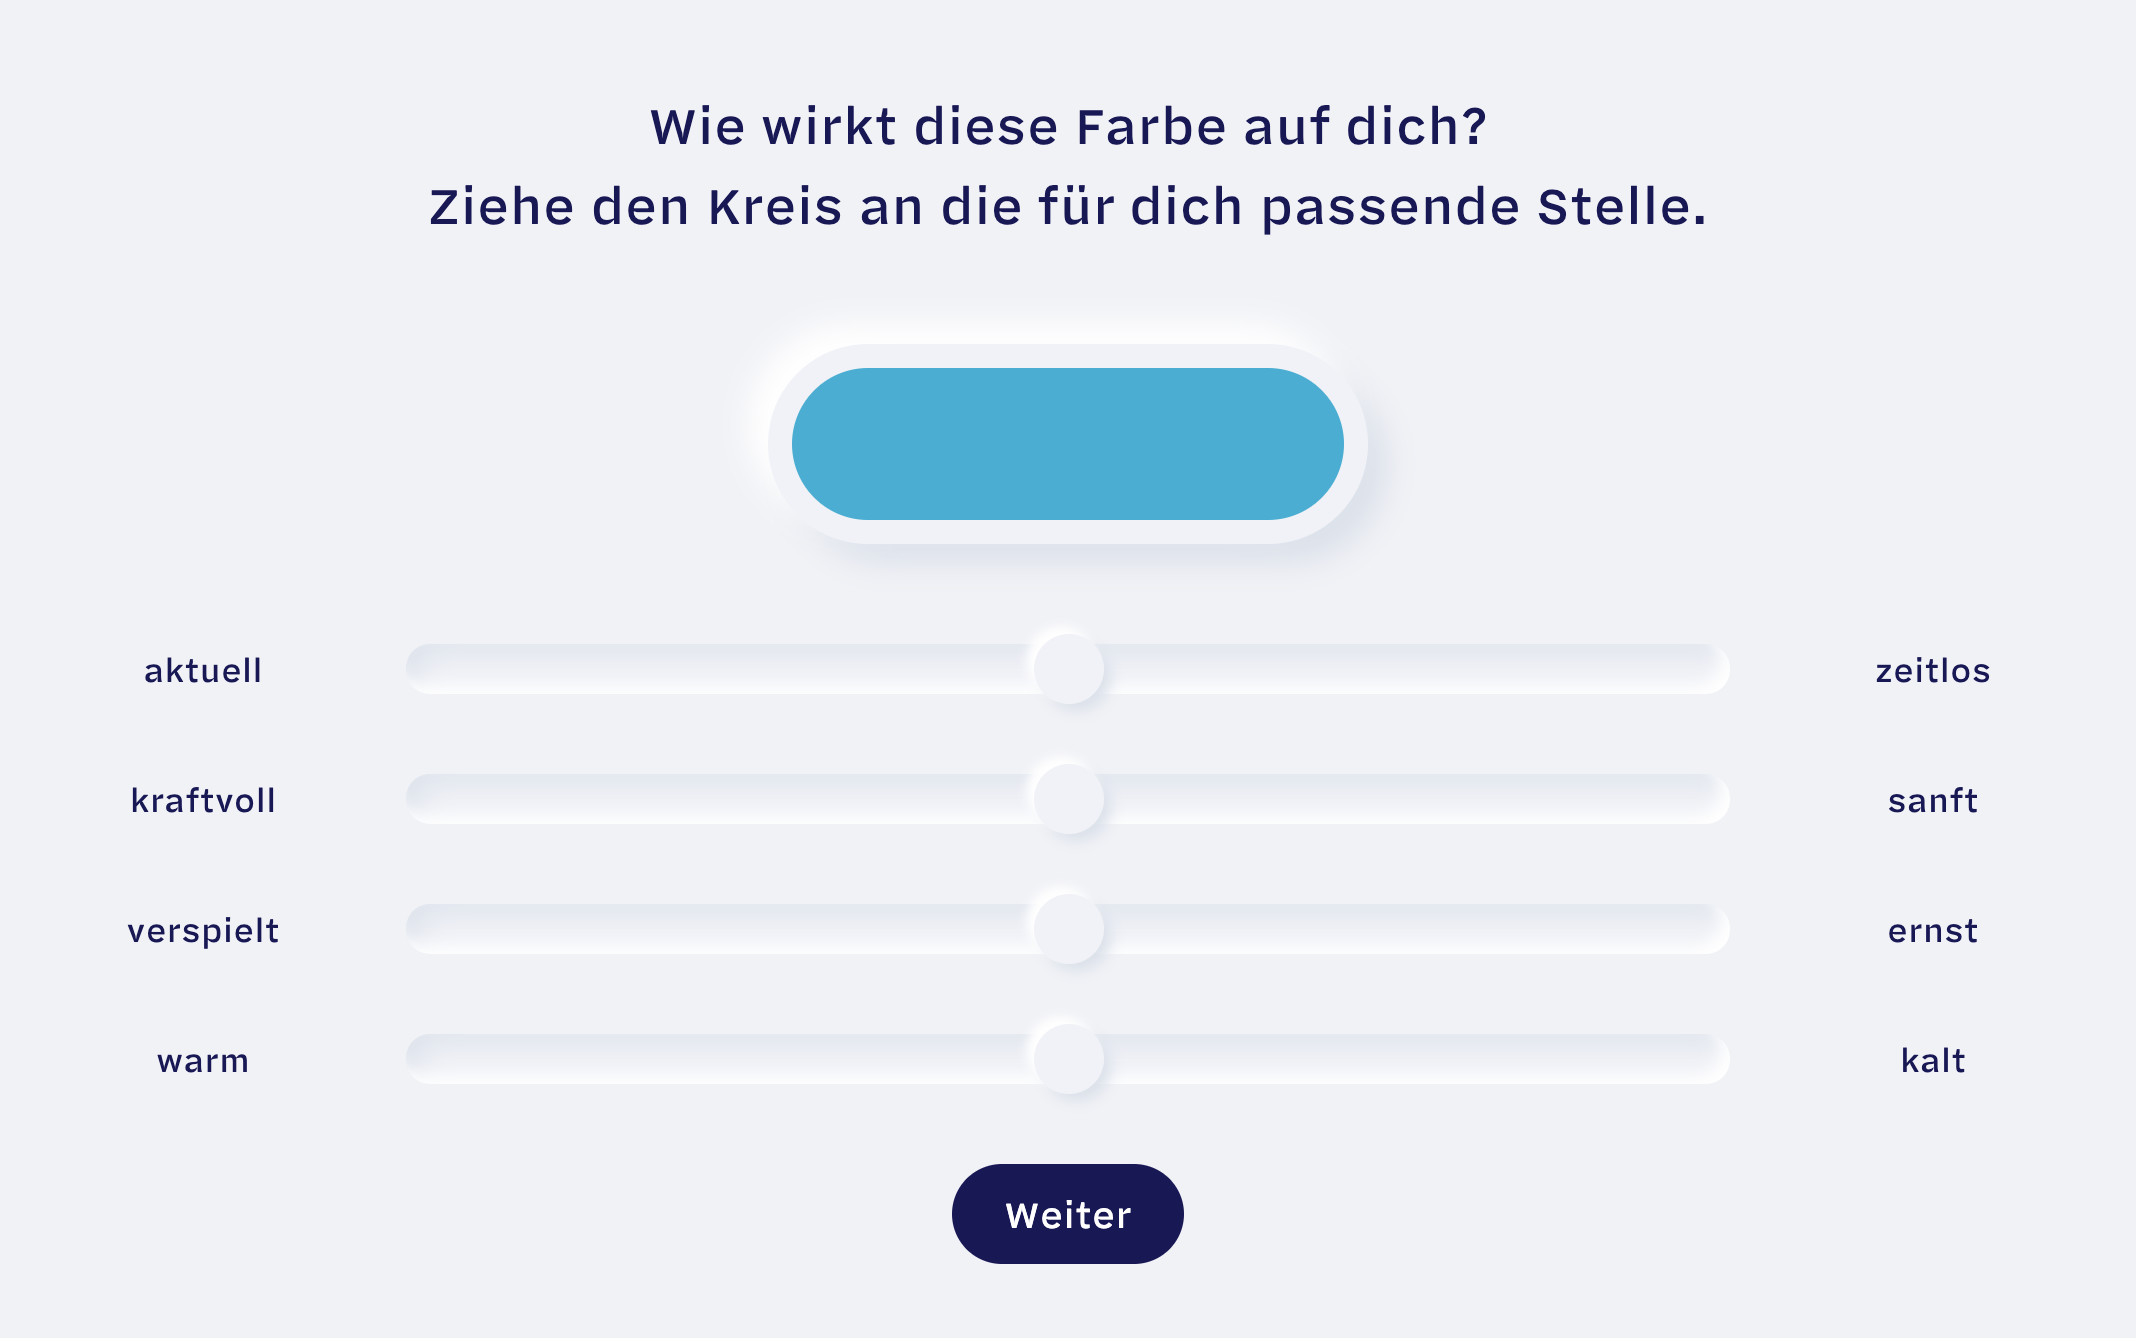 Wie wirkt diese Farbe auf dich?
Ziehe den Kreis an die für dich passende Stelle.
aktuell zeitlos
kraftvoll sanft
verspielt ernst
warm kalt
Weiter